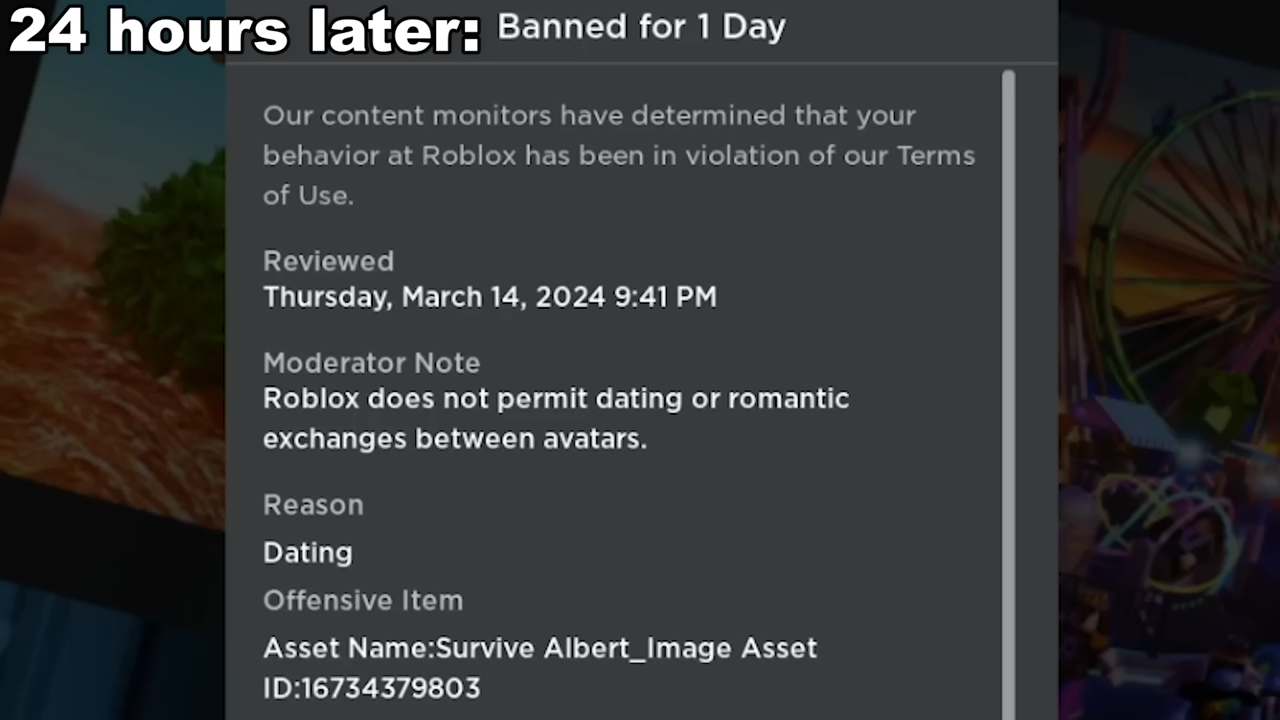 24 hours later: Banned for 1 Day
Our content monitors have determined that your
behavior at Roblox has been in violation of our Terms
of Use.
Reviewed
Thursday, March 14, 2024 9:41 PM
Moderator Note
Roblox does not permit dating or romantic
exchanges between avatars.
Reason
Dating
Offensive Item
Asset Name:Survive Albert_Image Asset
ID:16734379803